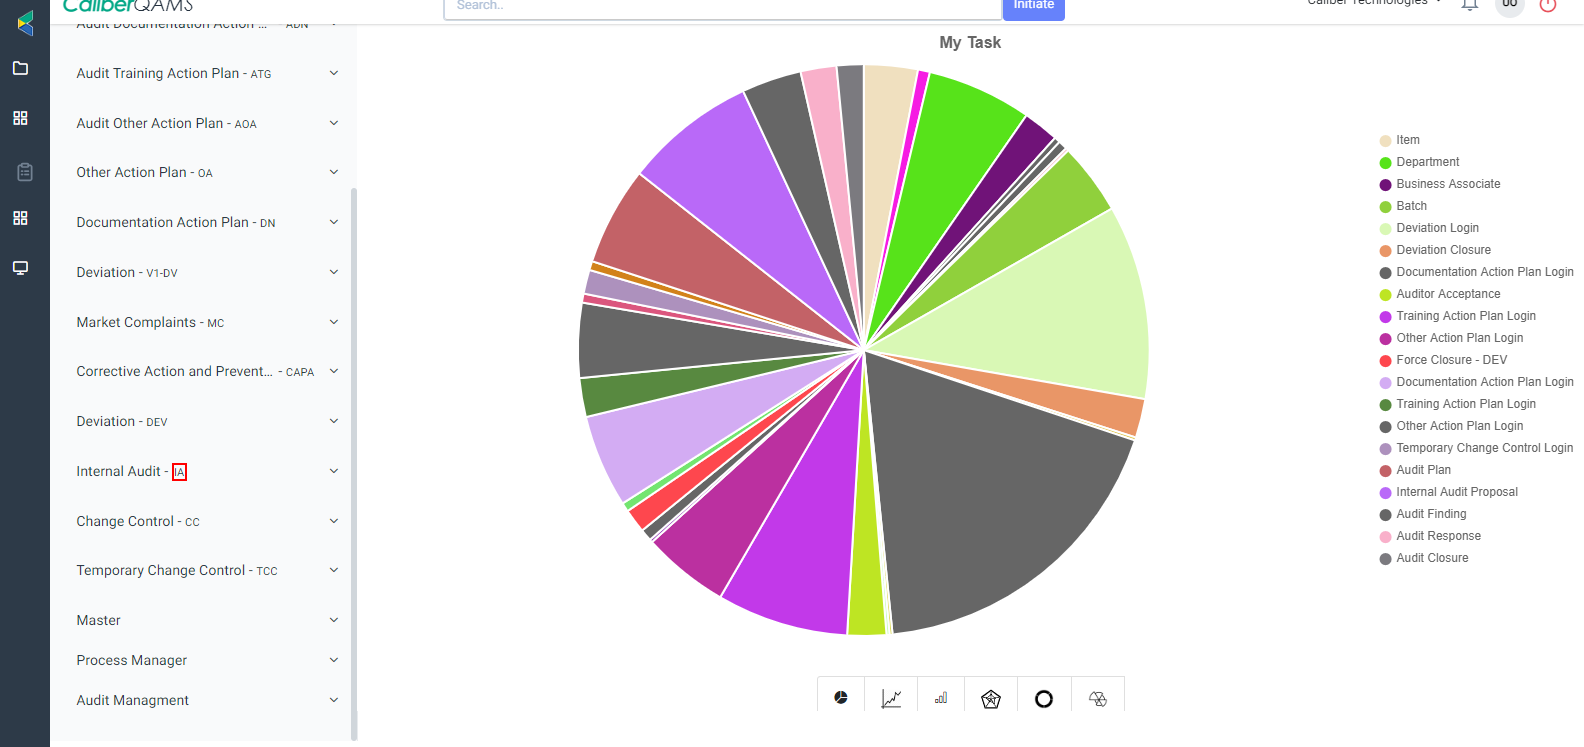 CaliberQAMS
Search..
Initiate
Caliber Technologies
00
Audit Documentation Action ... - ADN
Audit Training Action Plan - ATG
Audit Other Action Plan - AOA
Other Action Plan - OA
Documentation Action Plan - DN
Deviation - V1-DV
Market Complaints - MC
Corrective Action and Prevent... - CAPA
Deviation - DEV
Internal Audit - IA
Change Control - CC
Temporary Change Control - TCC
Master
Process Manager
Audit Managment
My Task
Item
Department
Business Associate
Batch
Deviation Login
Deviation Closure
Documentation Action Plan Login
Auditor Acceptance
Training Action Plan Login
Other Action Plan Login
Force Closure - DEV
Documentation Action Plan Login
Training Action Plan Login
Other Action Plan Login
Temporary Change Control Login
Audit Plan
Internal Audit Proposal
Audit Finding
Audit Response
Audit Closure